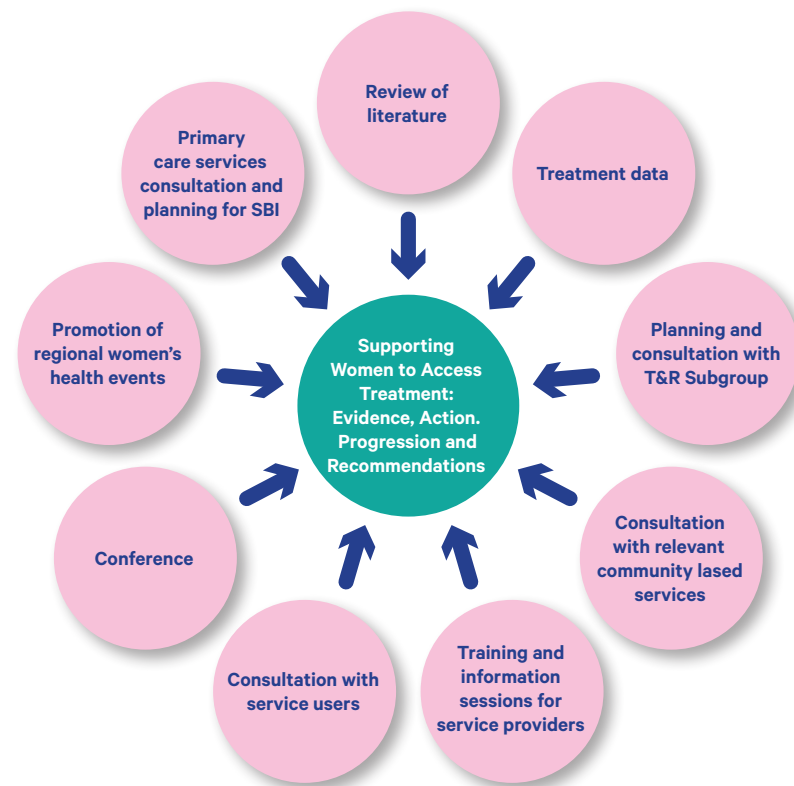 Review of
literature
Treatment data
Planning and
consultation with
T&R Subgroup
Consultation
with relevant
community lased
services
Training and
information
sessions for
service providers
Consultation with
service users
Conference
Promotion of
regional women's
health events
Primary
care services
consultation and
planning for SBI
Supporting
Women to Access
Treatment:
Evidence, Action.
Progression and
Recommendations